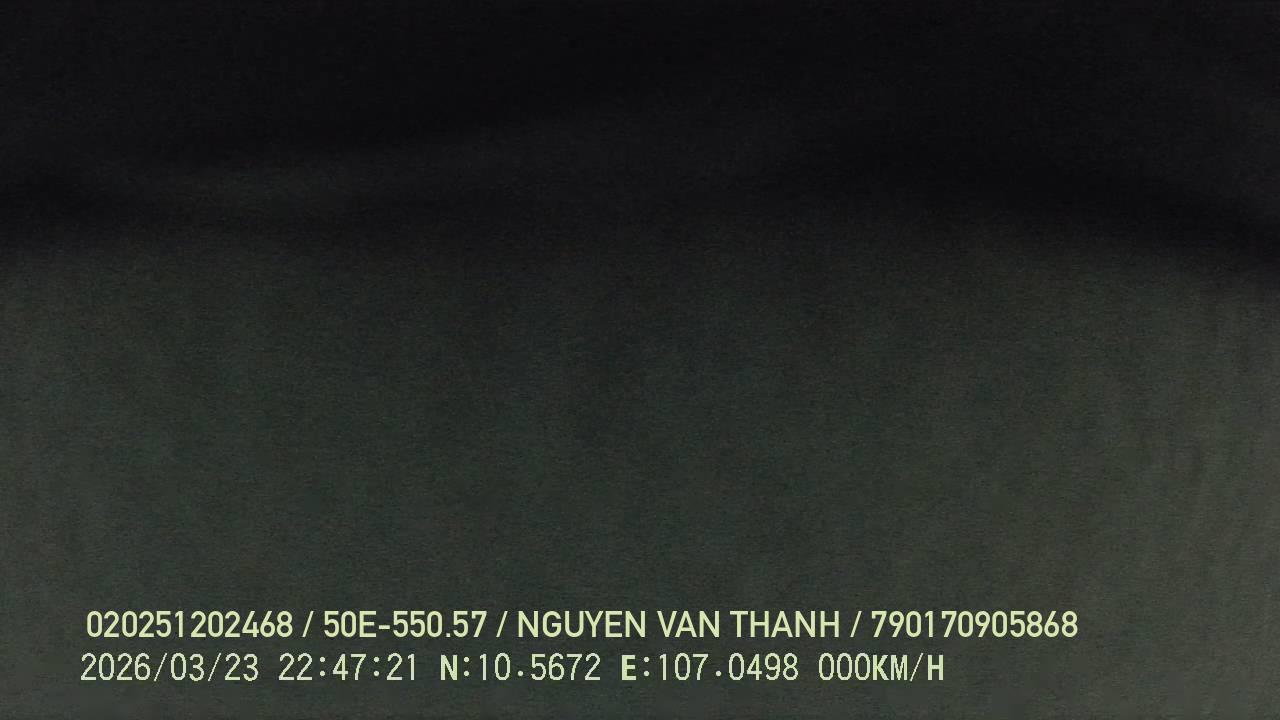 020251202468 / 50E-550.57 / NGUYEN VAN THANH / 790170905868
2026/03/23 22:47:21 N:10.5672 E:107.0498 000KM/H